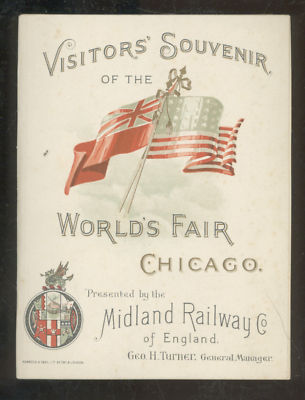 VISITORS' SOUVENIR
OF THE
WORLD'S FAIR
CHICAGO.
Presented by the
Midland Railway Co
of England.
Geo. H. Turner, General Manager.